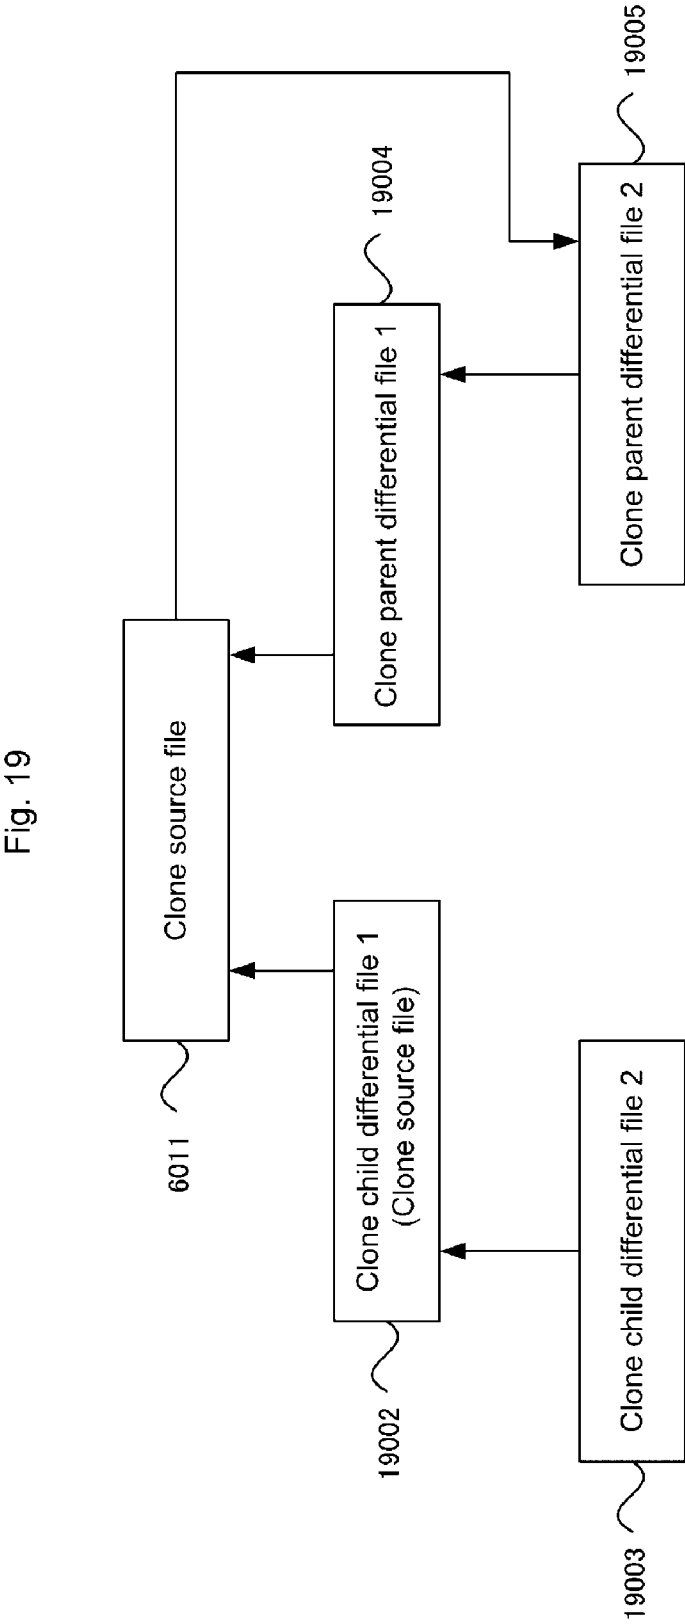 Fig. 19
6011
Clone source file
19002
Clone child differential file 1
(Clone source file)
Clone parent differential file 1
19004
19003
Clone child differential file 2
Clone parent differential file 2
19005